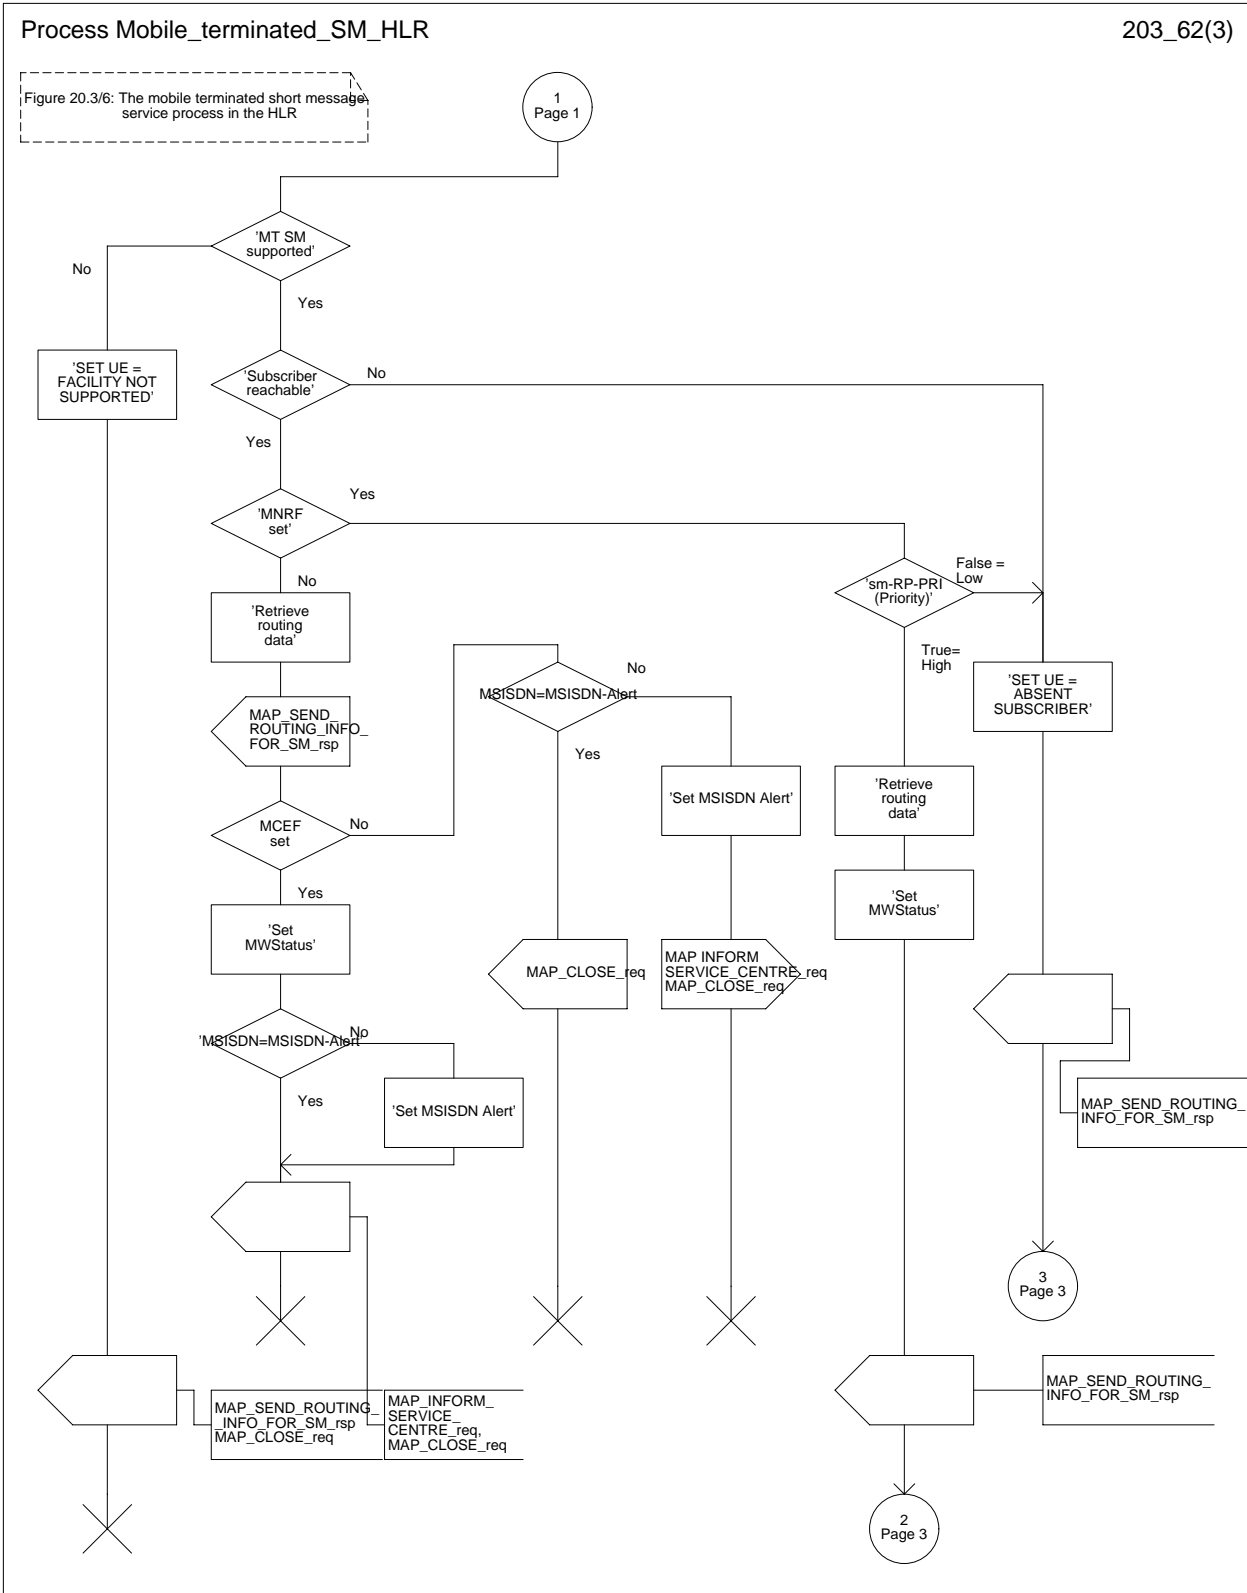 Process Mobile_terminated_SM_HLR
203_62(3)
Figure 20.3/6: The mobile terminated short message
service process in the HLR
1
Page 1
'MT SM
supported'
No
Yes
'SET UE =
FACILITY NOT
SUPPORTED'
'Subscriber
reachable'
No
Yes
Yes
'MNRF
set'
No
'sm-RP-PRI
(Priority)'
False =
Low
True=
High
'Retrieve
routing
data'
MSISDN=MSISDN-Alert
No
Yes
'SET UE =
ABSENT
SUBSCRIBER'
MAP_SEND_
ROUTING_INFO_
FOR_SM_rsp
'Set MSISDN Alert'
'Retrieve
routing
data'
MCEF
set
No
Yes
'Set
MWStatus'
'Set
MWStatus'
MAP_CLOSE_req
MAP INFORM
SERVICE_CENTRE_req
MAP_CLOSE_req
'MSISDN=MSISDN-Alert'
No
Yes
'Set MSISDN Alert'
MAP_SEND_ROUTING_
INFO_FOR_SM_rsp
3
Page 3
MAP_SEND_ROUTING_
_INFO_FOR_SM_rsp
MAP_CLOSE_req
MAP_INFORM_
SERVICE_
CENTRE_req,
MAP_CLOSE_req
MAP_SEND_ROUTING_
INFO_FOR_SM_rsp
2
Page 3